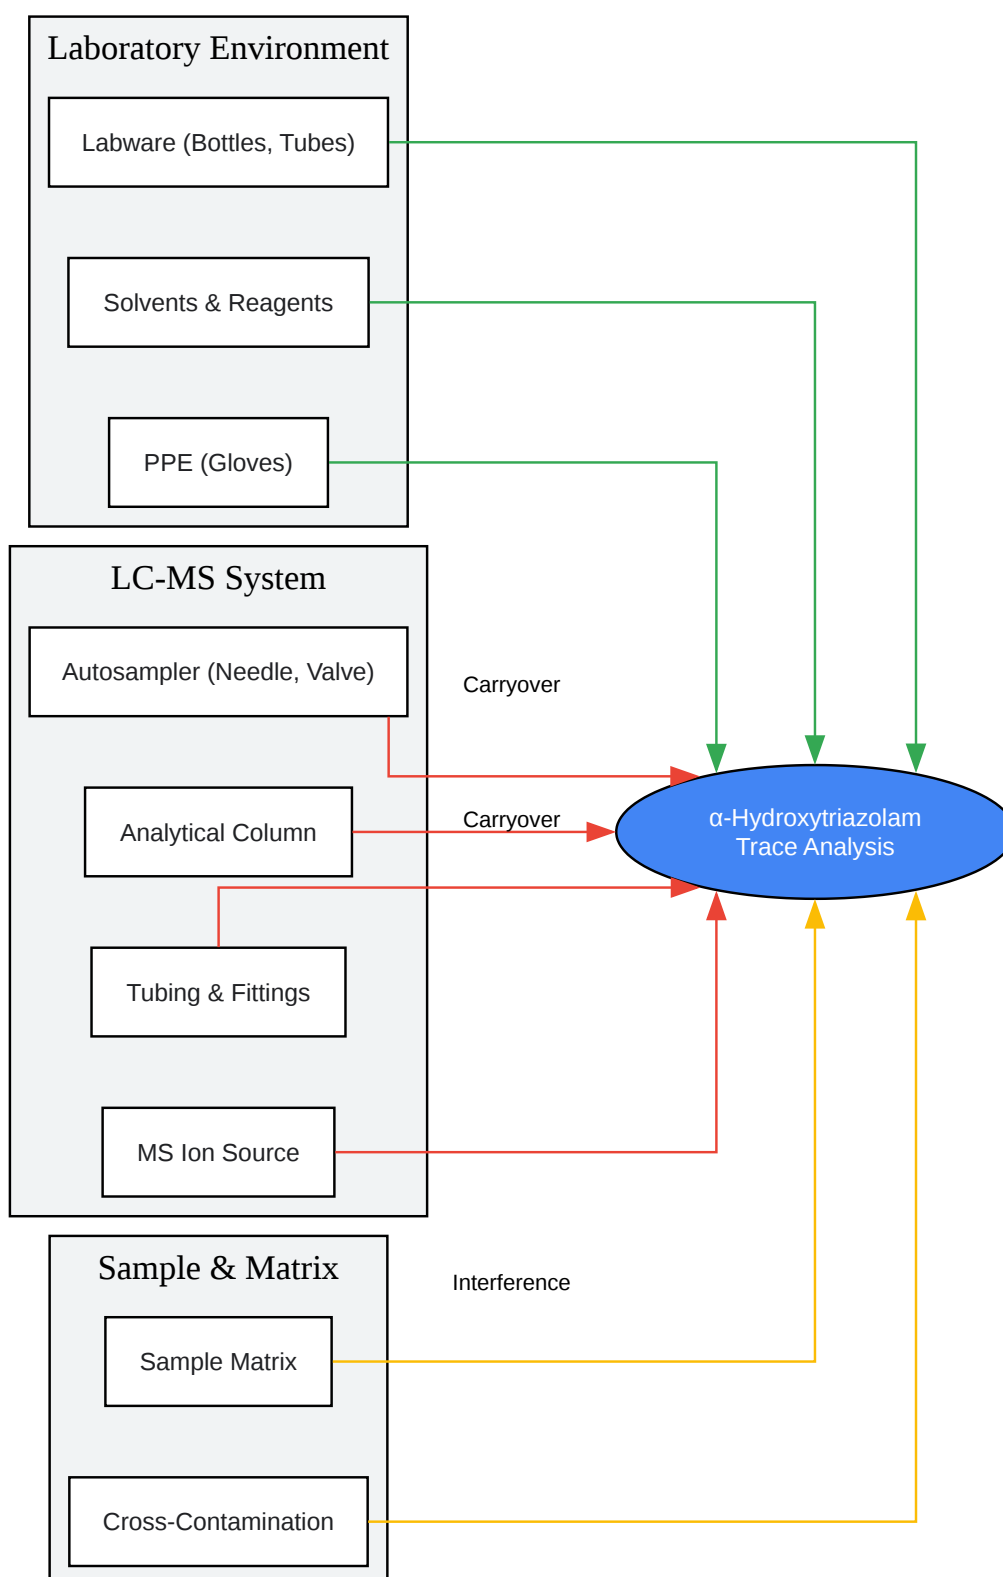 Laboratory Environment
Labware (Bottles, Tubes)
Solvents & Reagents
PPE (Gloves)
LC-MS System
Autosampler (Needle, Valve)
Carryover
Analytical Column
Carryover
α-Hydroxytriazolam
Trace Analysis
Tubing & Fittings
MS Ion Source
Sample & Matrix
Interference
Sample Matrix
Cross-Contamination